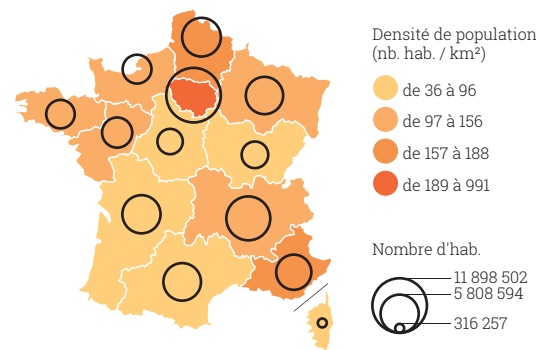 Densité de population
(nb. hab. / km²)
de 36 à 96
de 97 à 156
de 157 à 188
de 189 à 991
Nombre d'hab.
11 898 502
5 808 594
316 257